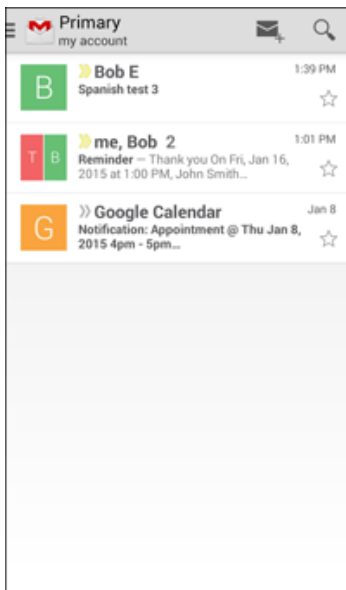 Primary
my account
B
Bob E
1:39 PM
Spanish test 3
T B
me, Bob 2
1:01 PM
Reminder – Thank you On Fri, Jan 16,
2015 at 1:00 PM, John Smith...
G
Google Calendar
Jan 8
Notification: Appointment @ Thu Jan 8,
2015 4pm - 5pm...